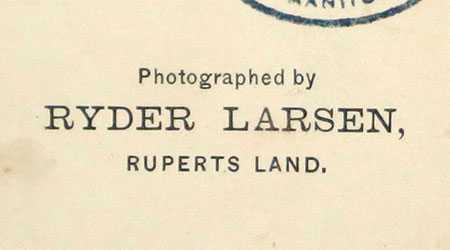 Photographed by
RYDER LARSEN,
RUPERTS LAND.